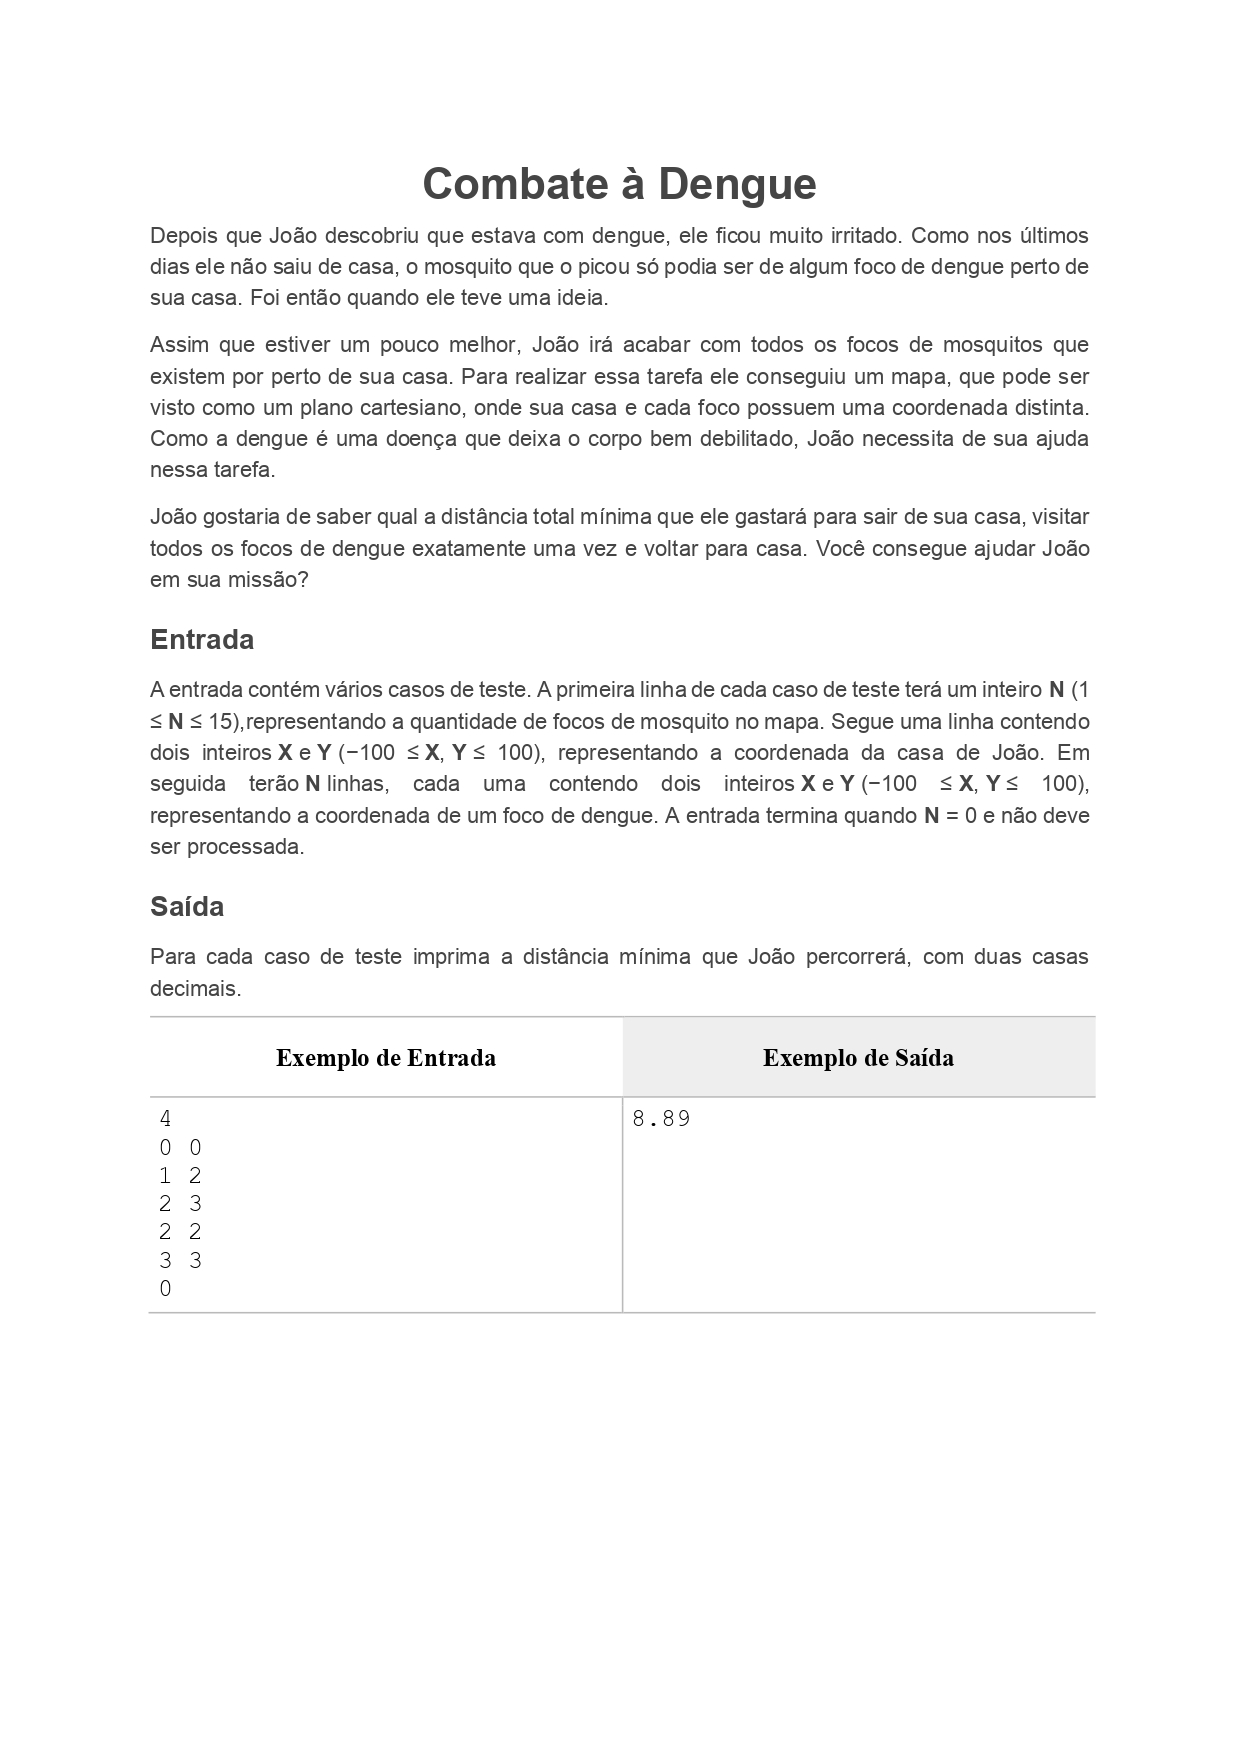 Combate à Dengue
Depois que João descobriu que estava com dengue, ele ficou muito irritado. Como nos últimos
dias ele não saiu de casa, o mosquito que o picou só podia ser de algum foco de dengue perto de
sua casa. Foi então quando ele teve uma ideia.
Assim que estiver um pouco melhor, João irá acabar com todos os focos de mosquitos que
existem por perto de sua casa. Para realizar essa tarefa ele conseguiu um mapa, que pode ser
visto como um plano cartesiano, onde sua casa e cada foco possuem uma coordenada distinta.
Como a dengue é uma doença que deixa o corpo bem debilitado, João necessita de sua ajuda
nessa tarefa.
João gostaria de saber qual a distância total mínima que ele gastará para sair de sua casa, visitar
todos os focos de dengue exatamente uma vez e voltar para casa. Você consegue ajudar João
em sua missão?
Entrada
A entrada contém vários casos de teste. A primeira linha de cada caso de teste terá um inteiro N (1
≤ N ≤ 15),representando a quantidade de focos de mosquito no mapa. Segue uma linha contendo
dois inteiros X e Y (−100 ≤ X, Y ≤ 100), representando a coordenada da casa de João. Em
seguida terão N linhas, cada uma contendo dois inteiros X e Y (−100 ≤ X, Y ≤ 100),
representando a coordenada de um foco de dengue. A entrada termina quando N = 0 e não deve
ser processada.
Saída
Para cada caso de teste imprima a distância mínima que João percorrerá, com duas casas
decimais.
Exemplo de Entrada
Exemplo de Saída
4
0 0
1 2
2 3
2 2
3 3
0
8.89